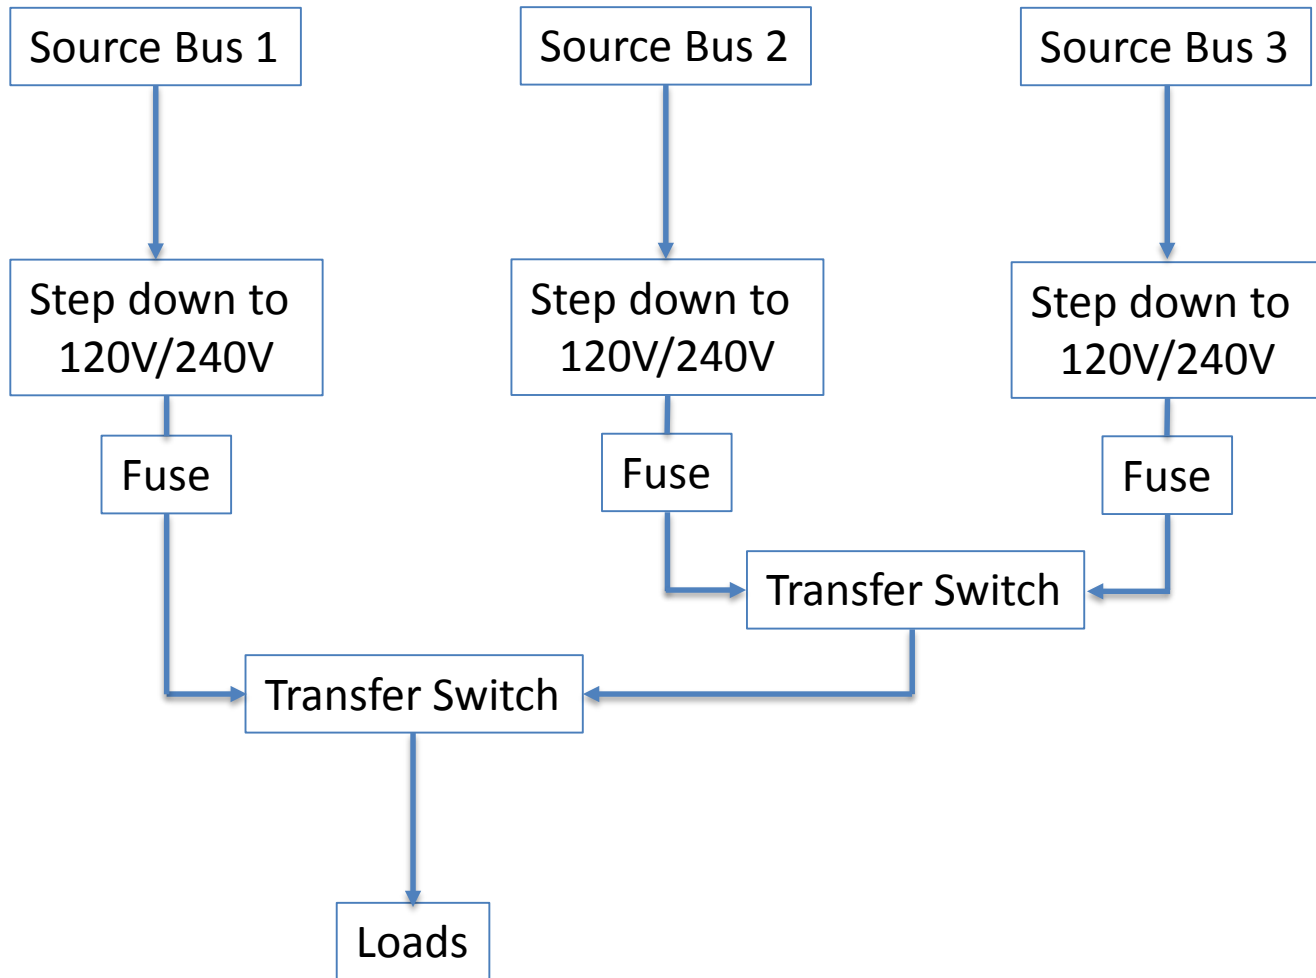 Source Bus 1
Source Bus 2
Source Bus 3
Step down to
120V/240V
Step down to
120V/240V
Step down to
120V/240V
Fuse
Fuse
Fuse
Transfer Switch
Transfer Switch
Loads